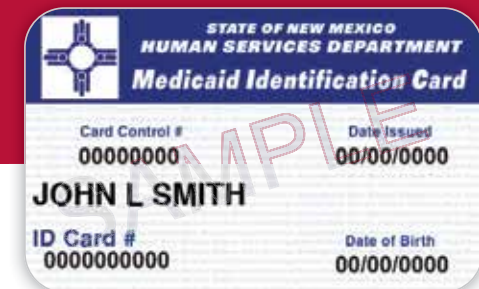 STATE OF NEW MEXICO
HUMAN SERVICES DEPARTMENT
Medicaid Identification Card
Card Control # Date Issued
00000000 00/00/0000
SAMPLE
JOHN L SMITH
ID Card # Date of Birth
0000000000 00/00/0000